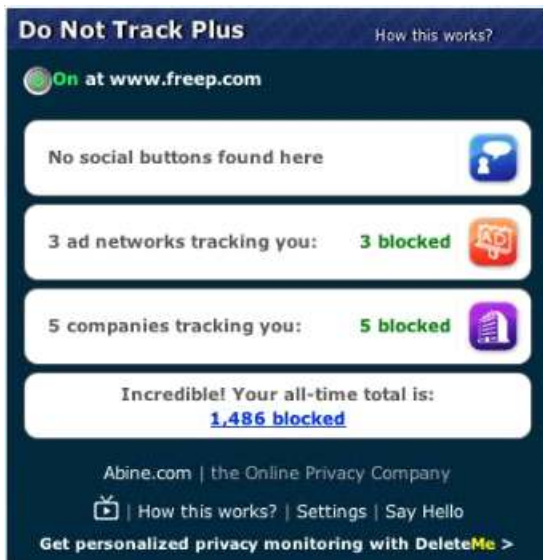 Do Not Track Plus How this works?
On at www.freep.com
No social buttons found here
3 ad networks tracking you: 3 blocked AD
5 companies tracking you: 5 blocked
Incredible! Your all-time total is:
1,486 blocked
Abine.com | the Online Privacy Company
| How this works? | Settings | Say Hello
Get personalized privacy monitoring with DeleteMe >